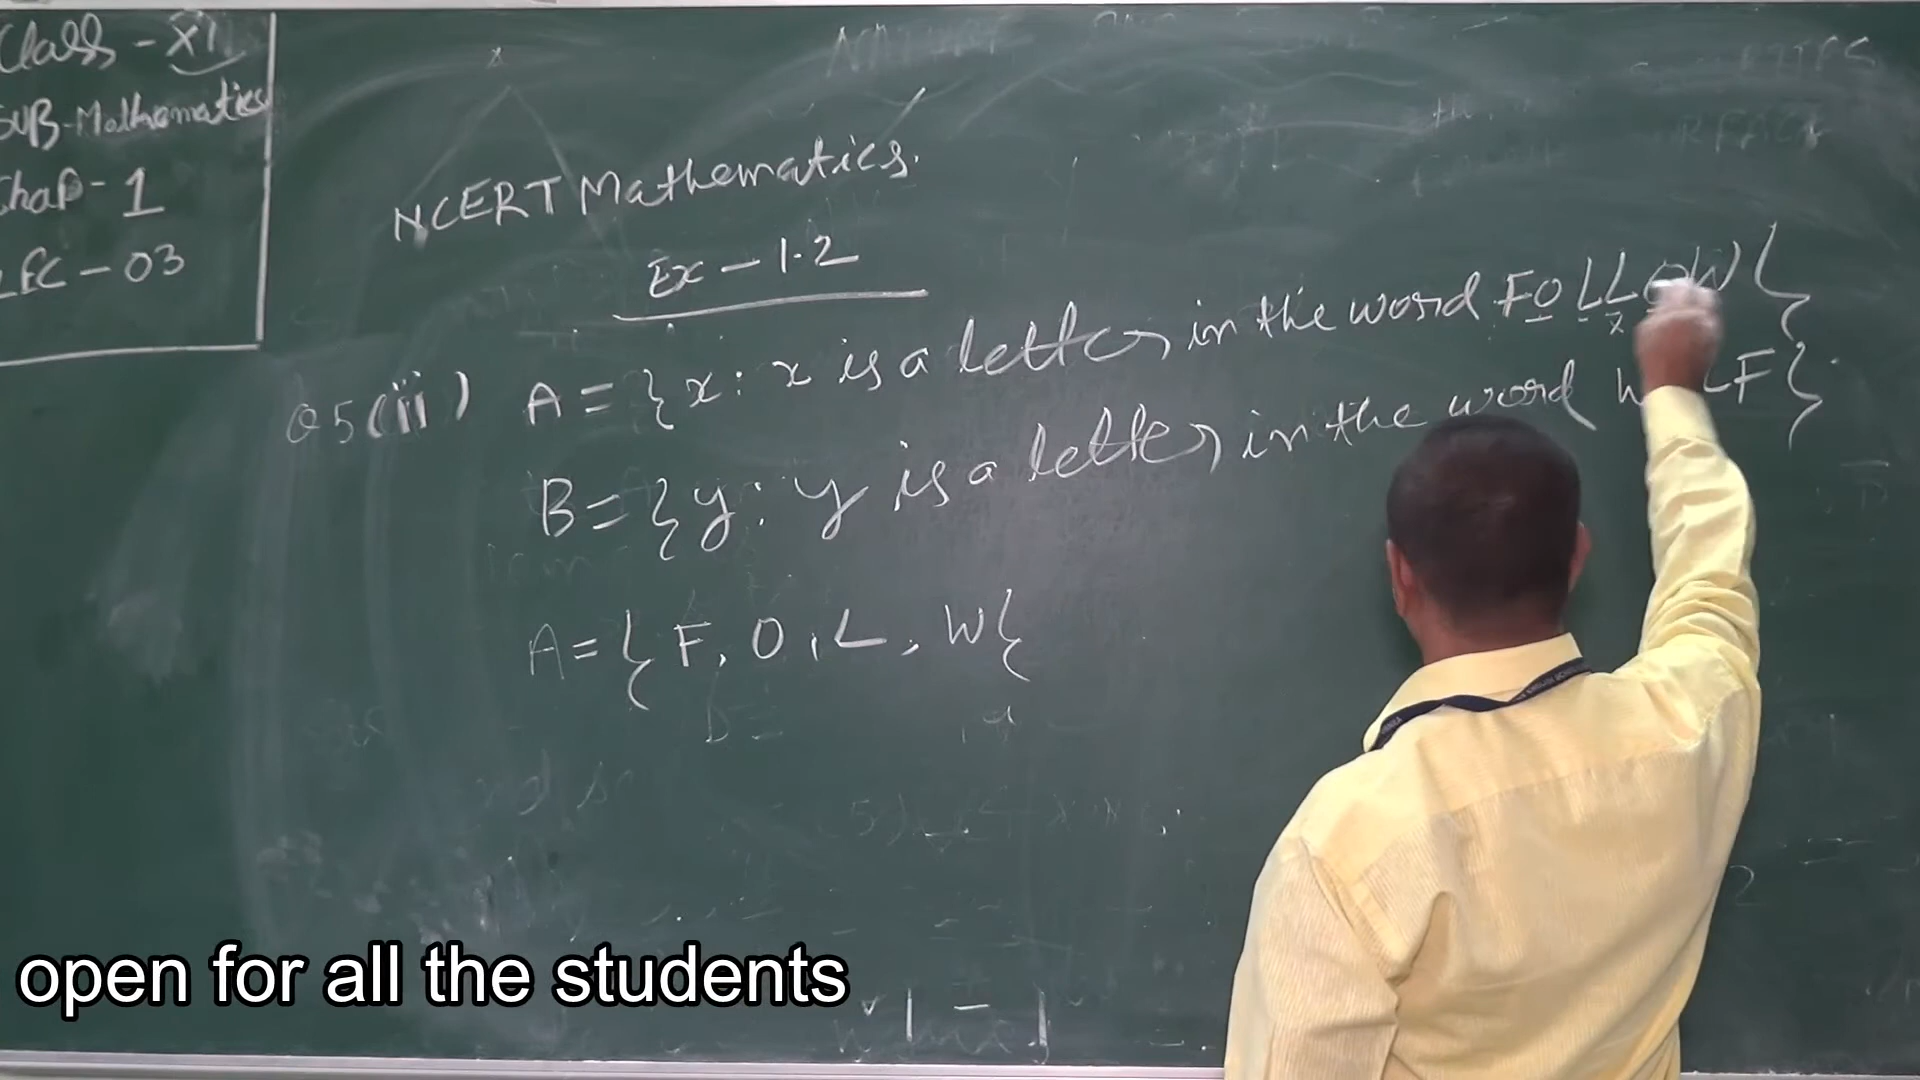 Class - XI
SUB-Mathematics
Chap - 1
LEC - 03
NCERT Mathematics.
Ex - 1.2
Q5(ii) A = {x : x is a letter in the word FOLLOW}
B = {y : y is a letter in the word W LF}
A = { F, O, L, W}
open for all the students